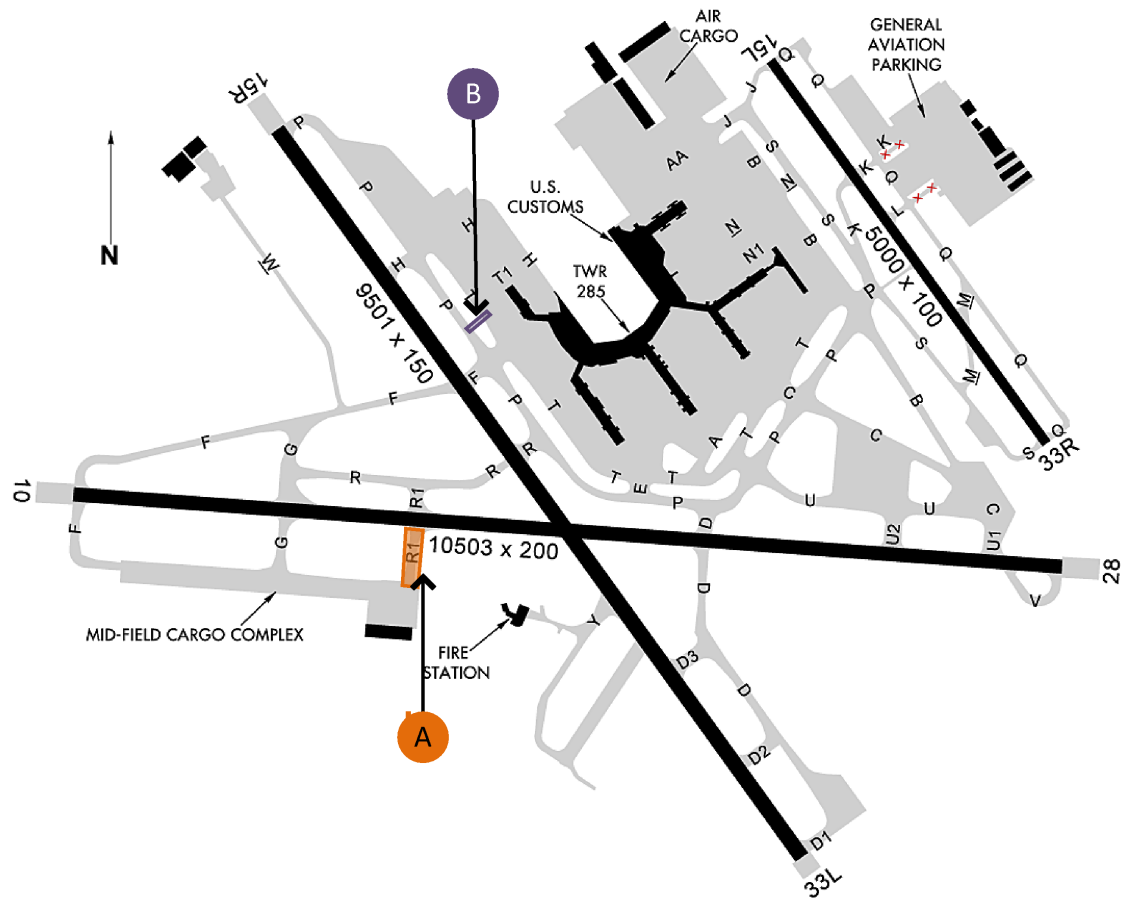 AIR
CARGO
GENERAL
AVIATION
PARKING
15L
Q
Q
J
15R
B
P
J
S
K
AA
B
K
P
N
Q
U.S.
CUSTOMS
H
S
L
N
K
5000 x 100
B
N1
Q
H
W
H
T1
TWR
285
N
P
M
9501 x 150
P
T
P
S
Q
F
M
F
P
T
C
B
F
G
A
T
P
C
S
Q
33R
R
R
R
T
E
T
10
R1
P
U
U
C
D
F
G
R1
10503 x 200
U2
U1
28
D
V
MID-FIELD CARGO COMPLEX
FIRE
STATION
Y
D3
D
A
D2
D1
33L